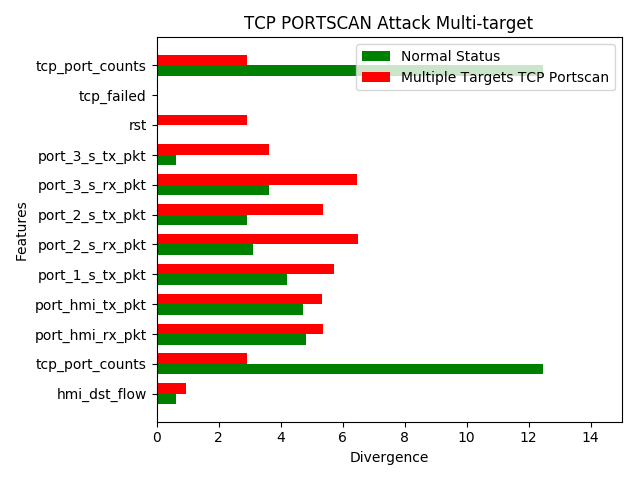 TCP PORTSCAN Attack Multi-target
Normal Status
Multiple Targets TCP Portscan
Features
tcp_port_counts
tcp_failed
rst
port_3_s_tx_pkt
port_3_s_rx_pkt
port_2_s_tx_pkt
port_2_s_rx_pkt
port_1_s_tx_pkt
port_hmi_tx_pkt
port_hmi_rx_pkt
tcp_port_counts
hmi_dst_flow
0 2 4 6 8 10 12 14
Divergence